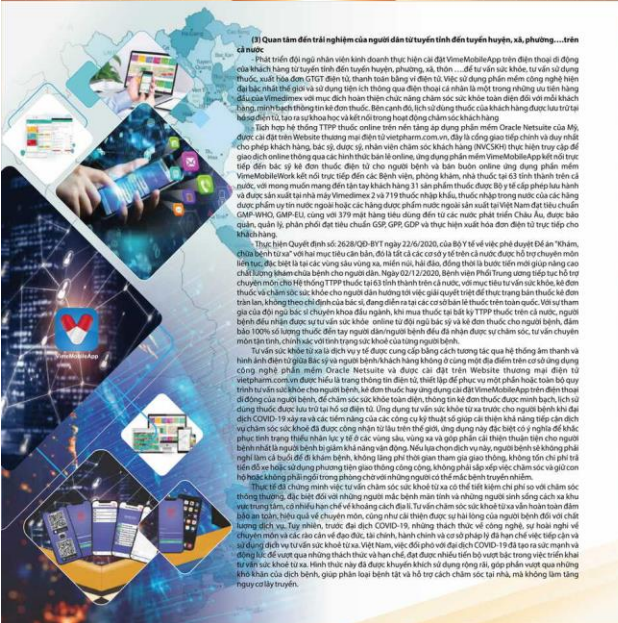 (3) Quan tâm đến trải nghiệm của người dân từ tuyến tỉnh đến tuyến huyện, xã, phường....trên
cả nước
- Phát triển đội ngũ nhân viên kinh doanh thực hiện cài đặt VimeMobileApp trên điện thoại di động
của khách hàng từ tuyến tỉnh đến tuyến huyện, phường, xã, thôn ....để tư vấn sức khỏe, tư vấn sử dụng
thuốc, xuất hóa đơn GTGT điện tử, thanh toán bằng ví điện tử. Việc sử dụng phần mềm công nghệ hiện
đại bậc nhất thế giới và sử dụng tiện ích thông qua điện thoại cá nhân là một trong những ưu tiên hàng
đầu của Vimedimex với mục đích hoàn thiện chức năng chăm sóc sức khỏe toàn diện đối với mỗi khách
hàng, minh bạch thông tin kê đơn thuốc. Bên cạnh đó, lịch sử dùng thuốc của khách hàng được lưu trữ tại
hồ sơ điện tử, tạo ra sự khoa học và kết nối trong hoạt động chăm sóc khách hàng
- Tích hợp hệ thống TTPP thuốc online trên nền tảng áp dụng phần mềm Oracle Netsuite của Mỹ,
được cài đặt trên Website thương mại điện tử vietpharm.com.vn, đây là cổng giao tiếp chính và duy nhất
cho phép khách hàng, bác sỹ, dược sỹ, nhân viên chăm sóc khách hàng (NVCSKH) thực hiện truy cập để
giao dịch online thông qua các hình thức bán lẻ online, ứng dụng phần mềm VimeMobileApp kết nối trực
tiếp đến bác sỹ kê đơn thuốc điện tử cho người bệnh và bán buôn online ứng dụng phần mềm
VimeMobileWork kết nối trực tiếp đến các Bệnh viện, phòng khám, nhà thuốc tại 63 tỉnh thành trên cả
nước, với mong muốn mang đến tận tay khách hàng 31 sản phẩm thuốc được Bộ y tế cấp phép lưu hành
và được sản xuất tại nhà máy Vimedimex 2 và 719 thuốc nhập khẩu, thuốc nhập trong nước của các hãng
dược phẩm uy tín nước ngoài hoặc các hãng dược phẩm nước ngoài sản xuất tại Việt Nam đạt tiêu chuẩn
GMP-WHO, GMP-EU, cùng với 379 mặt hàng tiêu dùng đến từ các nước phát triển Châu Âu, được bảo
quản, quản lý, phân phối đạt tiêu chuẩn GSP, GPP, GDP và thực hiện xuất hóa đơn điện tử trực tiếp cho
khách hàng.
- Thực hiện Quyết định số: 2628/QĐ-BYT ngày 22/6/2020, của Bộ Y tế về việc phê duyệt Đề án "Khám,
chữa bệnh từ xa" với hai mục tiêu căn bản, đó là tất cả các cơ sở y tế trên cả nước được hỗ trợ chuyên môn
liên tục, đặc biệt là tại các vùng sâu vùng xa, miền núi, hải đảo, đồng thời là bước tiến mới giúp nâng cao
chất lượng khám chữa bệnh cho người dân. Ngày 02/12/2020, Bệnh viện Phổi Trung ương tiếp tục hỗ trợ
chuyên môn cho Hệ thống TTPP thuốc tại 63 tỉnh thành trên cả nước, với mục tiêu tư vấn sức khỏe, kê đơn
thuốc và chăm sóc sức khỏe cho người dân hướng tới việc giải quyết triệt để thực trạng bán thuốc kê đơn
tràn lan, không theo chỉ định của bác sĩ, đang diễn ra tại các cơ sở bán lẻ thuốc trên toàn quốc. Với sự tham
gia của đội ngũ bác sĩ chuyên khoa đầu ngành, khi mua thuốc tại bất kỳ TTPP thuốc trên cả nước, người
bệnh đều nhận được sự tư vấn sức khỏe online từ đội ngũ bác sỹ và kê đơn thuốc cho người bệnh, đảm
bảo 100% số lượng thuốc đến tay người dân/người bệnh đều đã nhận được sự chăm sóc, tư vấn chuyên
môn tận tình, chính xác với tình trạng sức khoẻ của từng người bệnh.
Tư vấn sức khỏe từ xa là dịch vụ y tế được cung cấp bằng cách tương tác qua hệ thống âm thanh và
hình ảnh điện tử giữa Bác sỹ và người bệnh/khách hàng không ở cùng một địa điểm trên cơ sở ứng dụng
công nghệ phần mềm Oracle Netsuite và được cài đặt trên Website thương mại điện tử
vietpharm.com.vn được hiểu là trang thông tin điện tử, thiết lập để phục vụ một phần hoặc toàn bộ quy
trình tư vấn sức khỏe cho người bệnh, kê đơn thuốc hay ứng dụng cài đặt VimeMobileApp trên điện thoại
di động của người bệnh, để chăm sóc sức khỏe toàn diện, thông tin kê đơn thuốc được minh bạch, lịch sử
dùng thuốc được lưu trữ tại hồ sơ điện tử. Ứng dụng tư vấn sức khỏe từ xa trước cho người bệnh khi đại
dịch COVID-19 xảy ra và các tiềm năng của các công cụ kỹ thuật số giúp cải thiện khả năng tiếp cận dịch
vụ chăm sóc sức khoẻ đã được công nhận từ lâu trên thế giới, ứng dụng này đặc biệt có ý nghĩa để khắc
phục tình trạng thiếu nhân lực y tế ở các vùng sâu, vùng xa và góp phần cải thiện thuận tiện cho người
bệnh nhất là người bệnh bị giảm khả năng vận động. Nếu lựa chọn dịch vụ này, người bệnh sẽ không phải
nghỉ làm cả buổi để đi khám bệnh, không lãng phí thời gian tham gia giao thông, không tốn chi phí trả
tiền đỗ xe hoặc sử dụng phương tiện giao thông công cộng, không phải sắp xếp việc chăm sóc và giữ con
hộ hoặc không phải ngồi trong phòng chờ với những người có thể mắc bệnh truyền nhiễm.
Thực tế đã chứng minh việc tư vấn chăm sóc sức khỏe từ xa có thể tiết kiệm chi phí so với chăm sóc
thông thường, đặc biệt đối với những người mắc bệnh mãn tính và những người sinh sống cách xa khu
vực trung tâm, có nhiều hạn chế về khoảng cách địa lí. Tư vấn chăm sóc sức khỏe từ xa vẫn hoàn toàn đảm
bảo an toàn, hiệu quả về chuyên môn, cũng như cải thiện được sự hài lòng của người bệnh đối với chất
lượng dịch vụ. Tuy nhiên, trước đại dịch COVID-19, những thách thức về công nghệ, sự hoài nghi về
chuyên môn và các rào cản về đạo đức, tài chính, hành chính và cơ sở pháp lý đã hạn chế việc tiếp cận và
sử dụng dịch vụ tư vấn sức khỏe từ xa. Việt Nam, việc đối phó với đại dịch COVID-19 đã tạo ra sức mạnh và
động lực để vượt qua những thách thức và hạn chế, đạt được nhiều tiến bộ vượt bậc trong việc triển khai
tư vấn sức khỏe từ xa. Hình thức này đã được khuyến khích sử dụng rộng rãi, góp phần vượt qua những
khó khăn của dịch bệnh, giúp phân loại bệnh tật và hỗ trợ cách chăm sóc tại nhà, mà không làm tăng
nguy cơ lây truyền.
VimeMobileApp